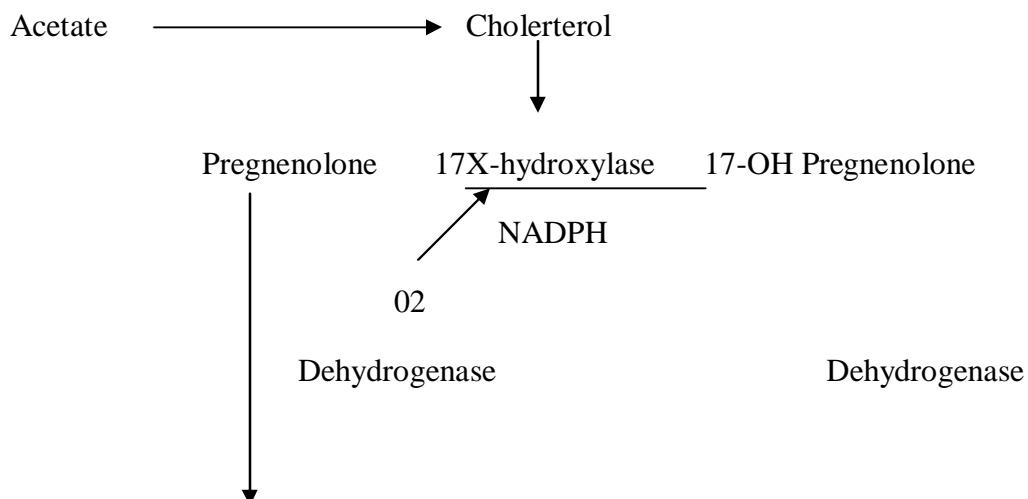 Acetate Cholerterol
Pregnenolone 17X-hydroxylase 17-OH Pregnenolone
NADPH
02
Dehydrogenase Dehydrogenase